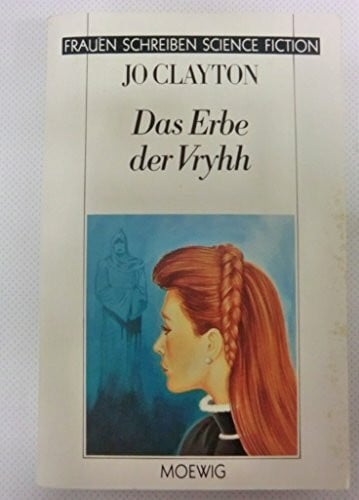 FRAUEN SCHREIBEN SCIENCE FICTION
JO CLAYTON
Das Erbe
der Vryhh
MOEWIG